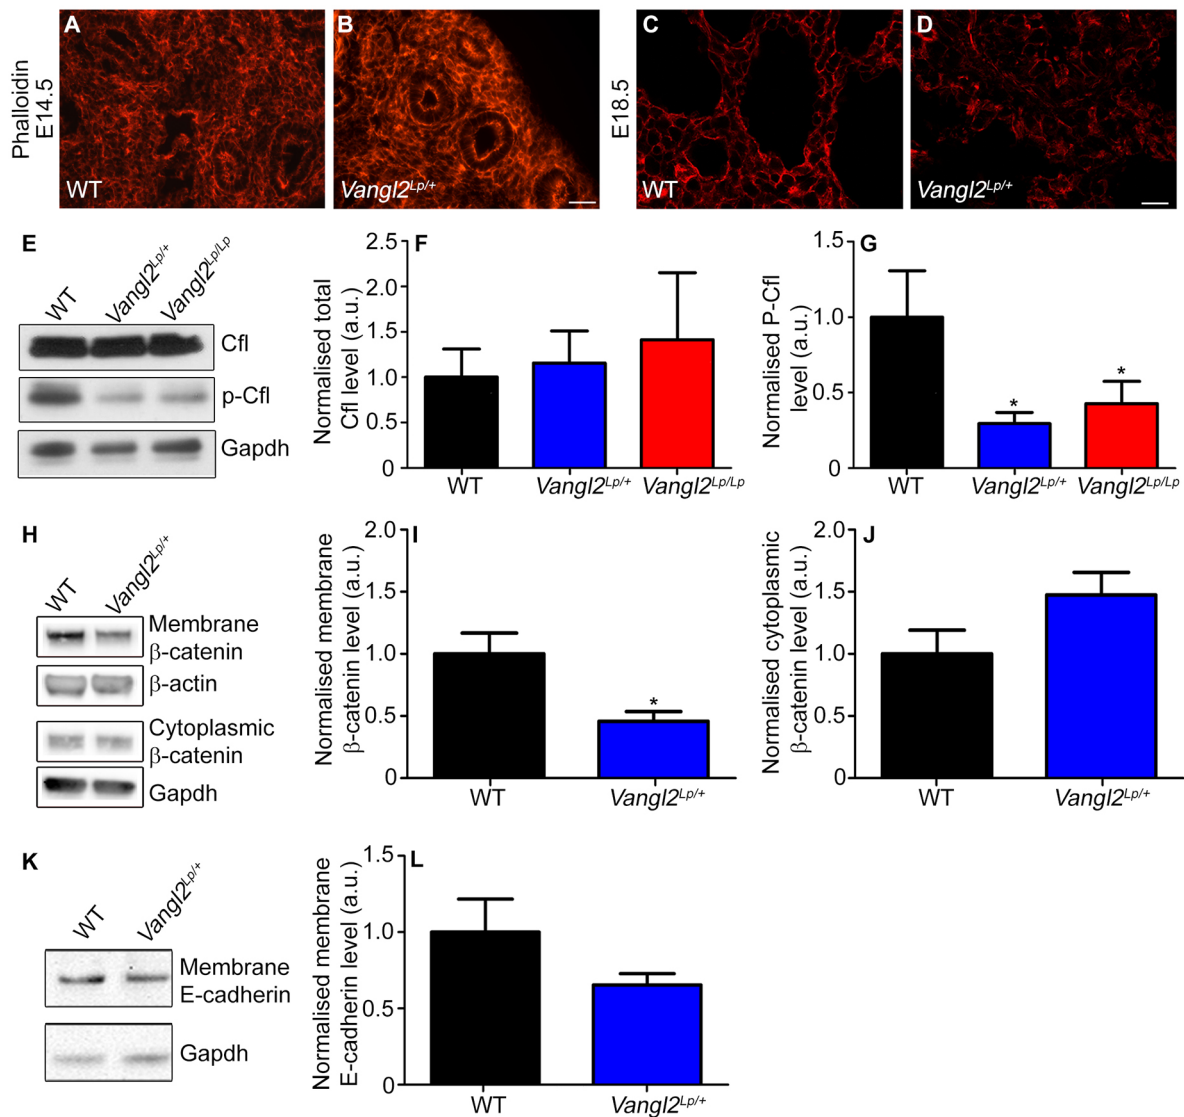 Phalloidin
E14.5
A
WT
B
Vangl2Lp/+
E18.5
C
WT
D
Vangl2Lp/+
E
WT
Vangl2Lp/+
Vangl2Lp/Lp
Cfl
p-Cfl
Gapdh
F
Normalised total
Cfl level (a.u.)
2.5
2.0
1.5
1.0
0.5
0
WT
Vangl2Lp/+
Vangl2Lp/Lp
G
Normalised P-Cfl
level (a.u.)
1.5
1.0
0.5
0
*
*
WT
Vangl2Lp/+
Vangl2Lp/Lp
H
WT
Vangl2Lp/+
Membrane
β-catenin
β-actin
Cytoplasmic
β-catenin
Gapdh
I
Normalised membrane
β-catenin level (a.u.)
2.0
1.5
1.0
0.5
0
*
WT
Vangl2Lp/+
J
Normalised cytoplasmic
β-catenin level (a.u.)
2.0
1.5
1.0
0.5
0
WT
Vangl2Lp/+
K
WT
Vangl2Lp/+
Membrane
E-cadherin
Gapdh
L
Normalised membrane
E-cadherin level (a.u.)
1.5
1.0
0.5
0
WT
Vangl2Lp/+